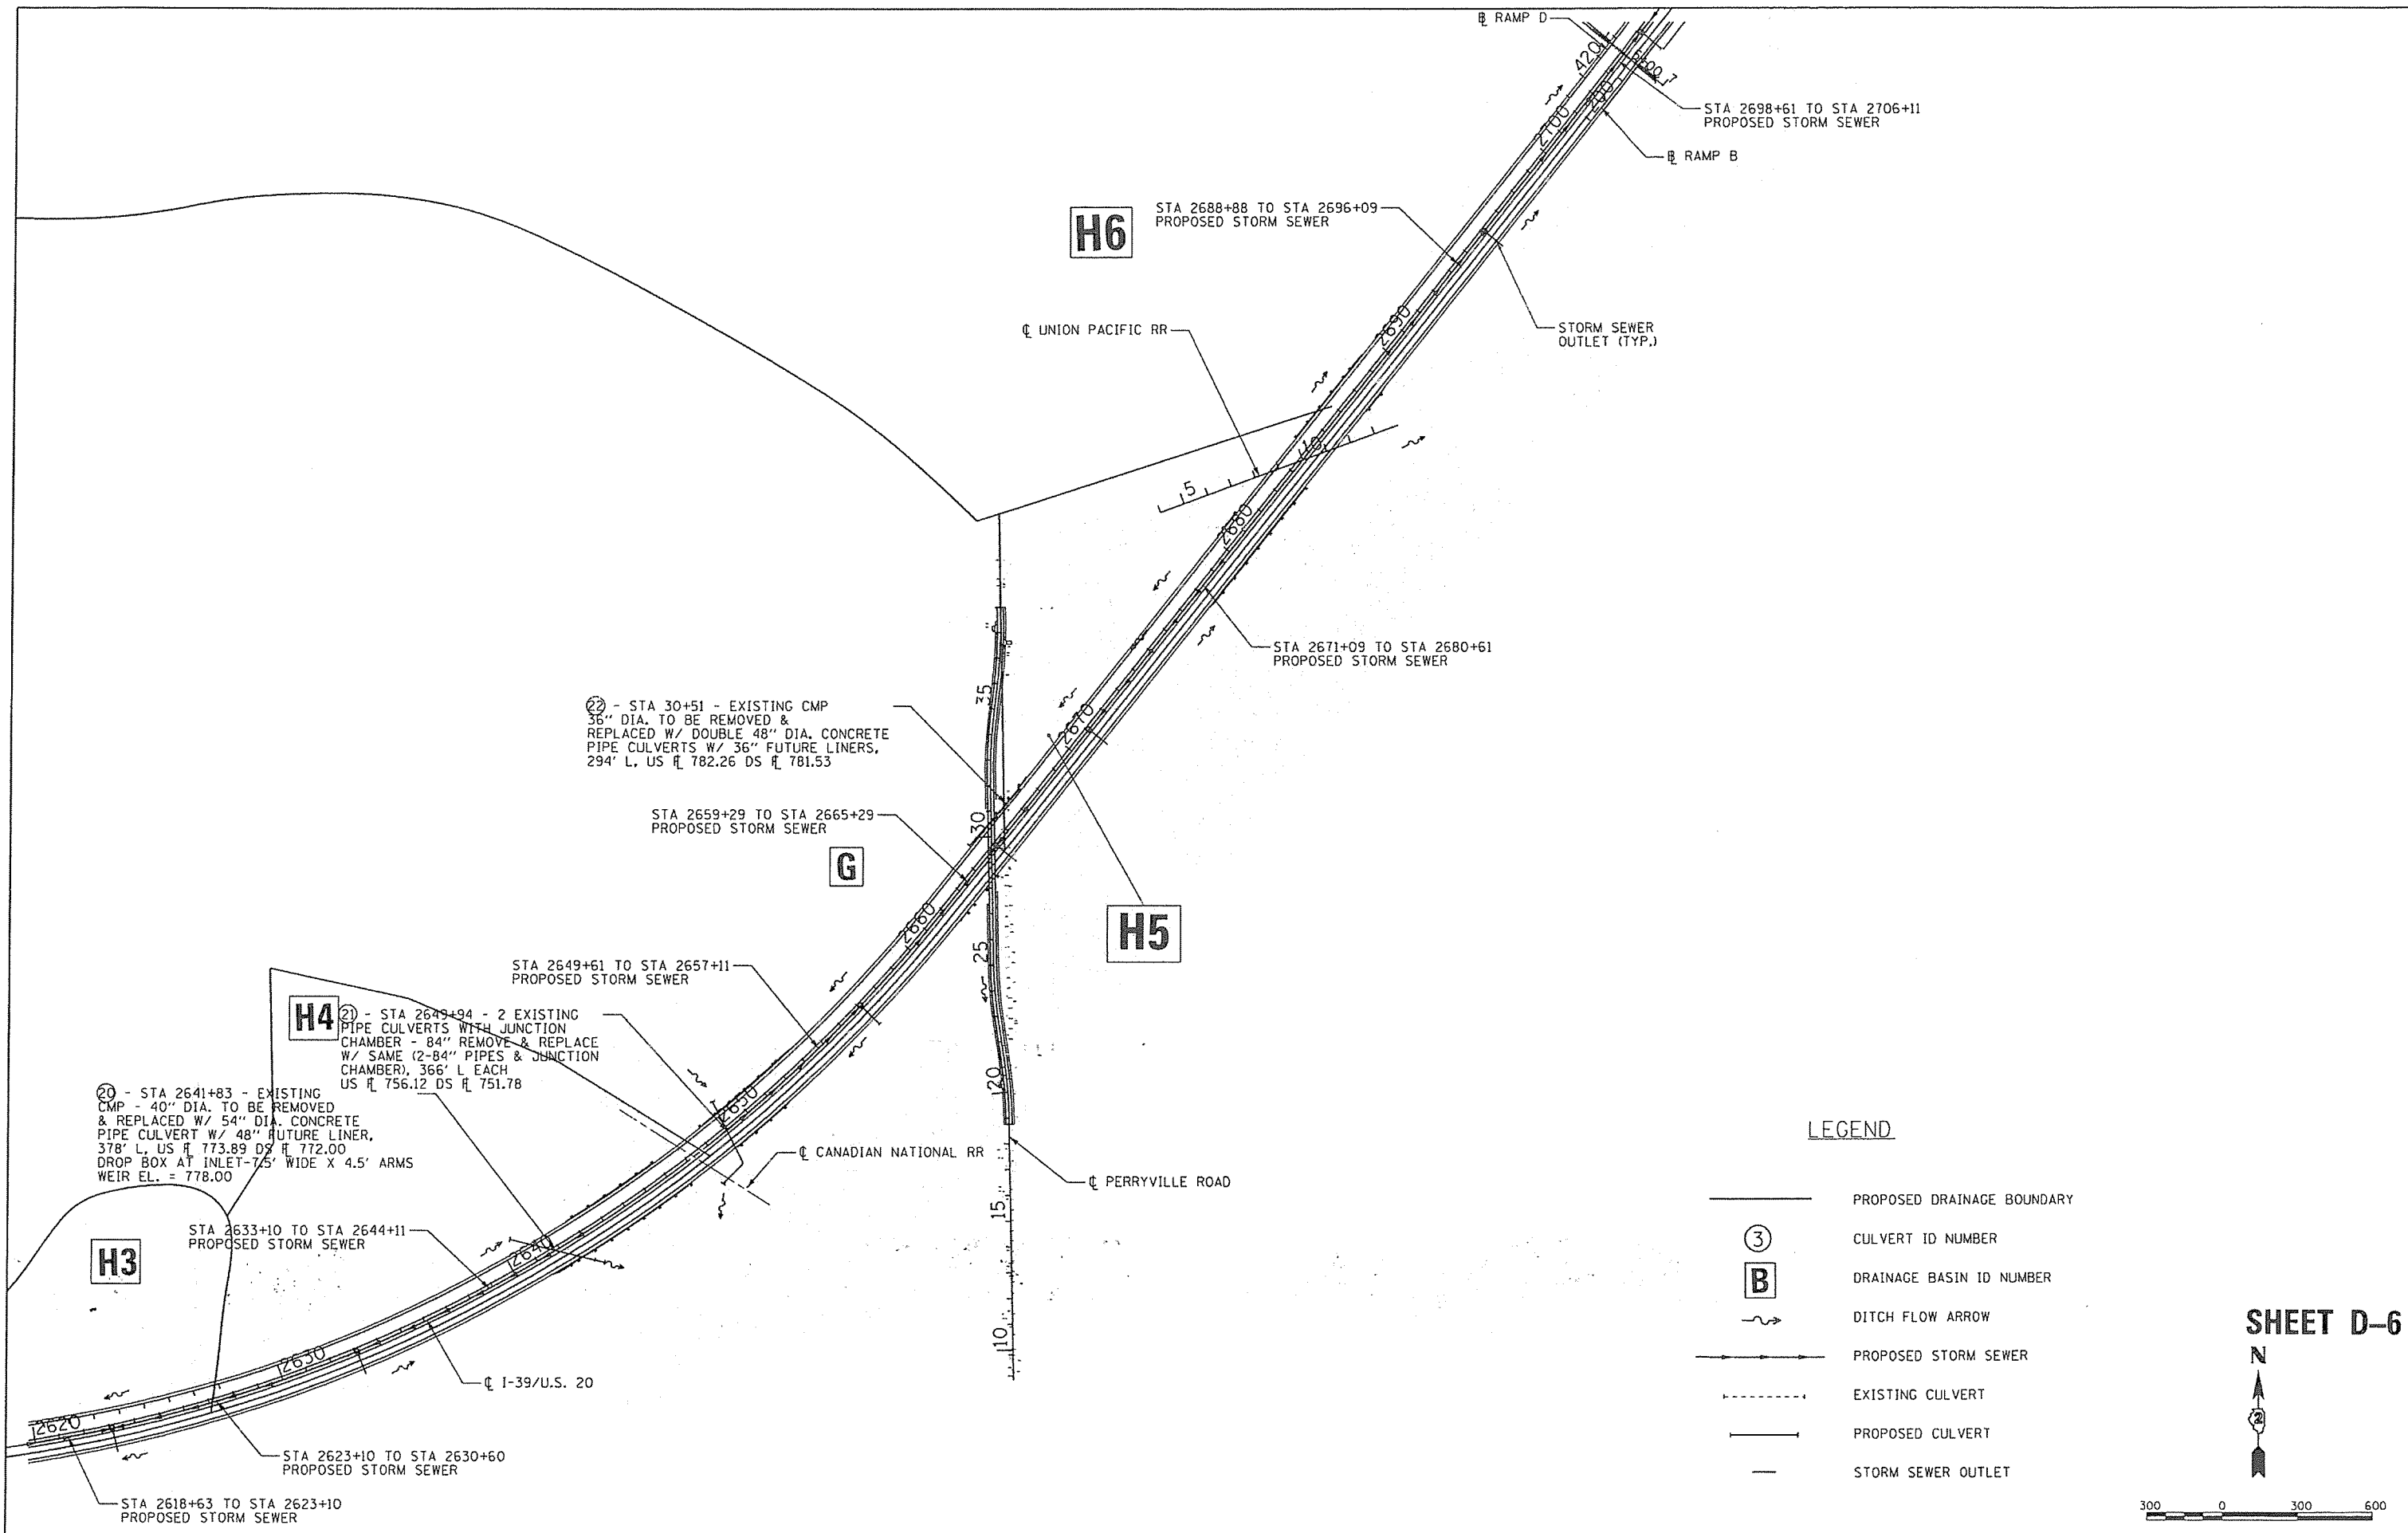 ℄ RAMP D
420
2700
200
STA 2698+61 TO STA 2706+11
PROPOSED STORM SEWER
℄ RAMP B
H6
STA 2688+88 TO STA 2696+09
PROPOSED STORM SEWER
2690
℄ UNION PACIFIC RR
STORM SEWER
OUTLET (TYP.)
10
5
2680
STA 2671+09 TO STA 2680+61
PROPOSED STORM SEWER
35
2670
22 - STA 30+51 - EXISTING CMP
36" DIA. TO BE REMOVED &
REPLACED W/ DOUBLE 48" DIA. CONCRETE
PIPE CULVERTS W/ 36" FUTURE LINERS,
294' L, US FL 782.26 DS FL 781.53
STA 2659+29 TO STA 2665+29
PROPOSED STORM SEWER
30
G
2660
H5
25
STA 2649+61 TO STA 2657+11
PROPOSED STORM SEWER
H4
21 - STA 2649+94 - 2 EXISTING
PIPE CULVERTS WITH JUNCTION
CHAMBER - 84" REMOVE & REPLACE
W/ SAME (2-84" PIPES & JUNCTION
CHAMBER), 366' L EACH
US FL 756.12 DS FL 751.78
20
2650
20 - STA 2641+83 - EXISTING
CMP - 40" DIA. TO BE REMOVED
& REPLACED W/ 54" DIA. CONCRETE
PIPE CULVERT W/ 48" FUTURE LINER,
378' L, US FL 773.89 DS FL 772.00
DROP BOX AT INLET-7.5' WIDE X 4.5' ARMS
WEIR EL. = 778.00
℄ CANADIAN NATIONAL RR
℄ PERRYVILLE ROAD
15
STA 2633+10 TO STA 2644+11
PROPOSED STORM SEWER
H3
2640
10
2630
℄ I-39/U.S. 20
2620
STA 2623+10 TO STA 2630+60
PROPOSED STORM SEWER
STA 2618+63 TO STA 2623+10
PROPOSED STORM SEWER
LEGEND
PROPOSED DRAINAGE BOUNDARY
3 CULVERT ID NUMBER
B DRAINAGE BASIN ID NUMBER
DITCH FLOW ARROW
PROPOSED STORM SEWER
EXISTING CULVERT
PROPOSED CULVERT
STORM SEWER OUTLET
SHEET D-6
N
2
300 0 300 600